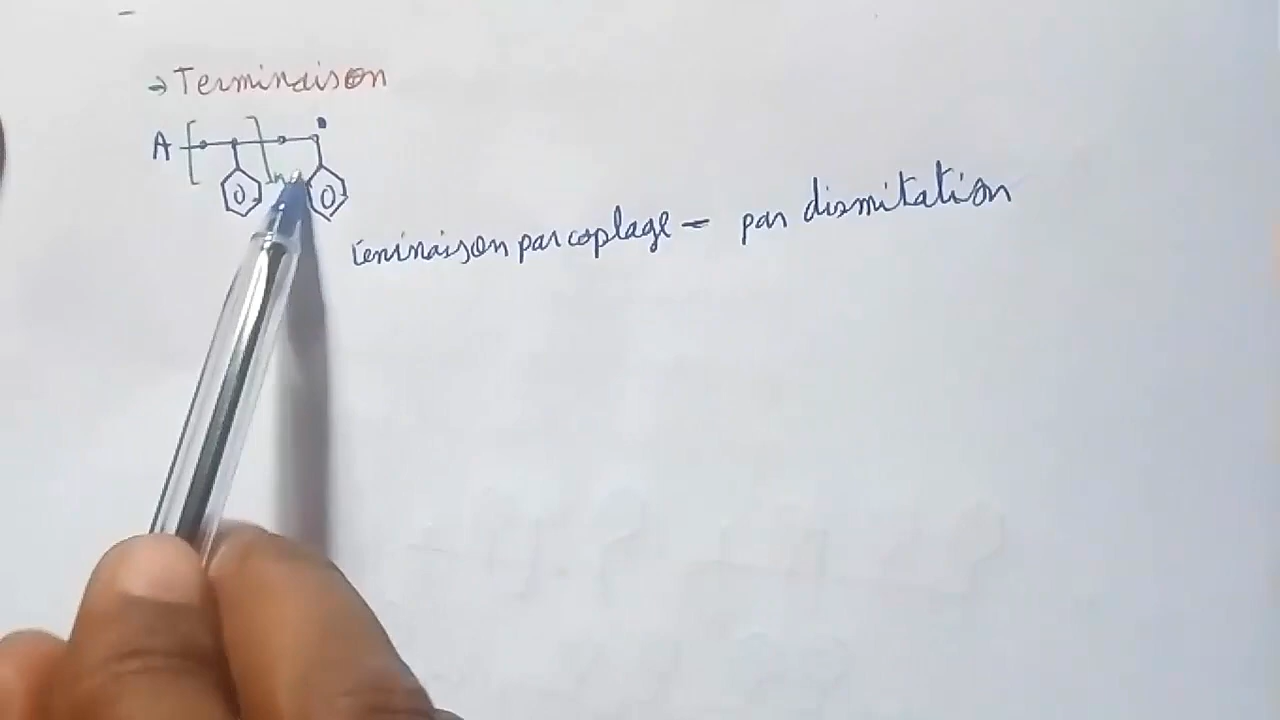 → Terminaison
A
n
terminaison par coplage - par dismitation